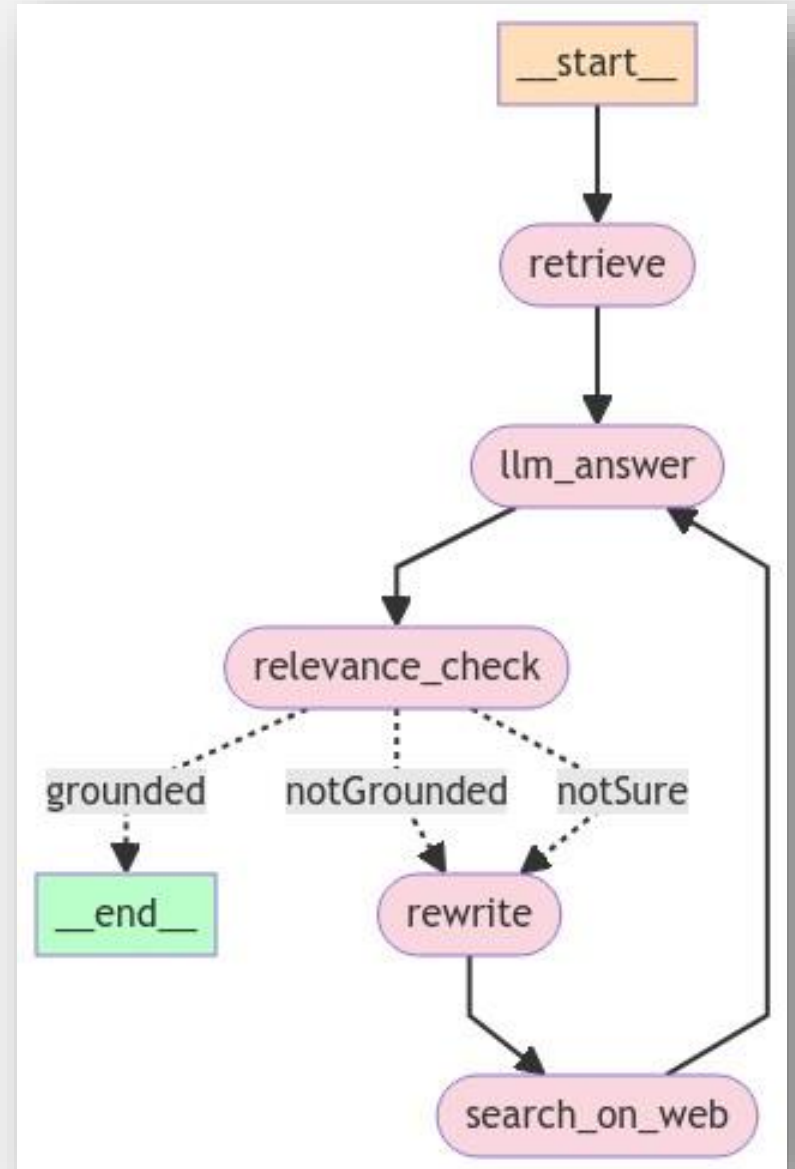 __start__
retrieve
llm_answer
relevance_check
grounded notGrounded notSure
__end__ rewrite
search_on_web